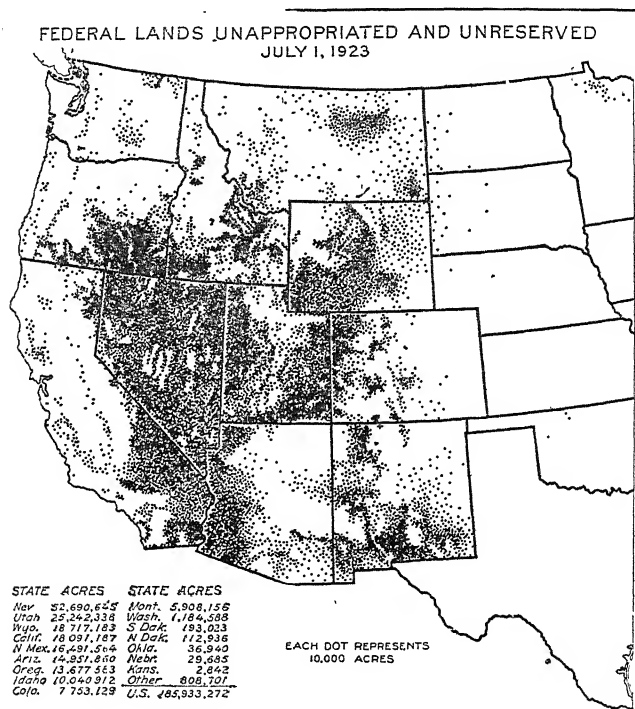 FEDERAL LANDS UNAPPROPRIATED AND UNRESERVED
JULY 1, 1923
STATE ACRES STATE ACRES
Nev 52,690,665 Mont. 5,908,156
Utah 25,242,338 Wash. 1,184,588
Wyo. 18 717,183 S Dak. 193,023
Calif. 18 091,187 N Dak. 112,936
N Mex. 16,491,564 Okla. 36,940
Ariz. 14,951,860 Nebr. 29,685
Oreg. 13 677 563 Kans. 2,842
Idaho 10,040 912 Other 808,701
Colo. 7 753,129 U.S. 185,933,272
EACH DOT REPRESENTS
10,000 ACRES